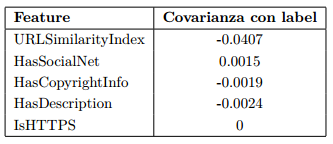 Feature Covarianza con label
URLSimilarityIndex -0.0407
HasSocialNet 0.0015
HasCopyrightInfo -0.0019
HasDescription -0.0024
IsHTTPS 0